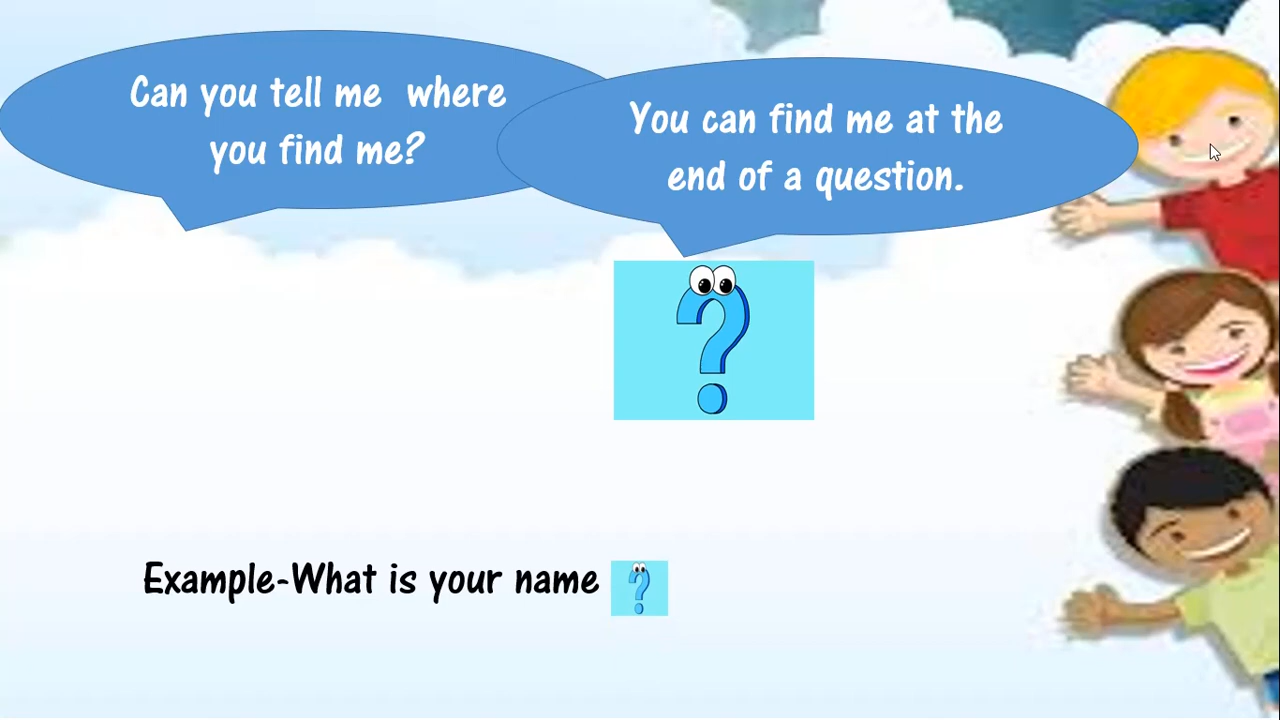 Can you tell me where
you find me?
You can find me at the
end of a question.
?
Example-What is your name ?